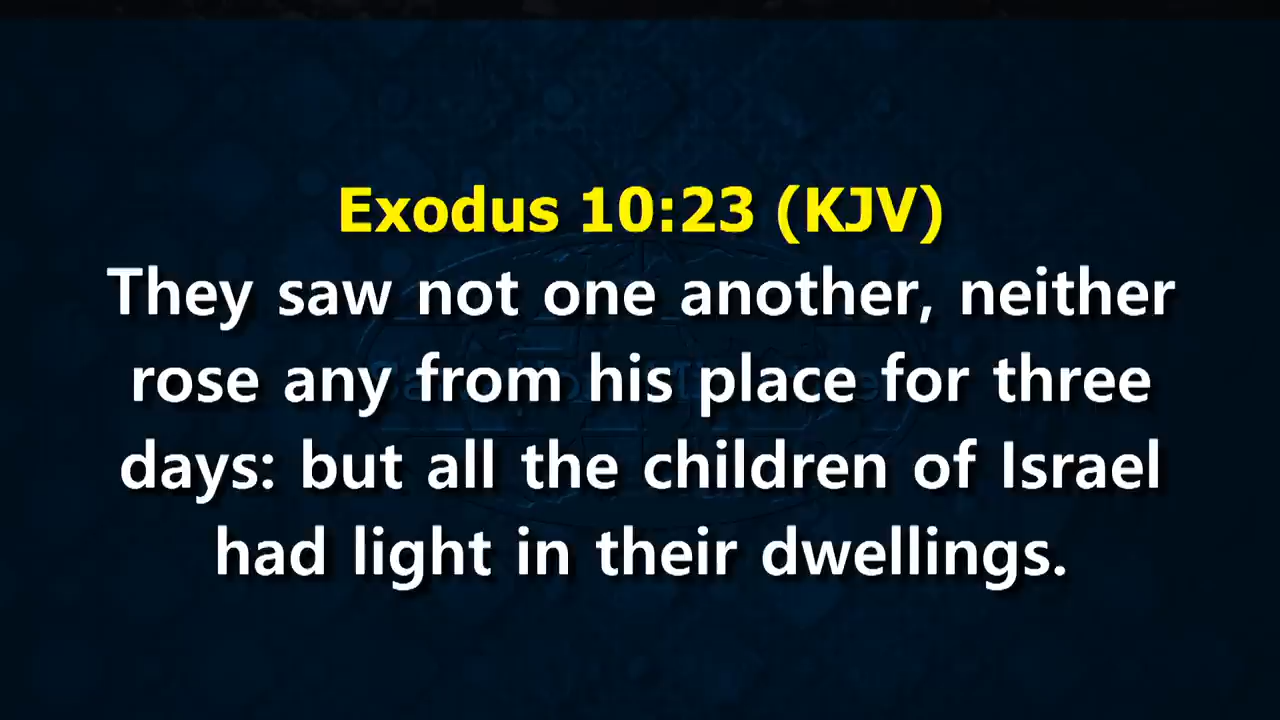 Exodus 10:23 (KJV)
They saw not one another, neither
rose any from his place for three
days: but all the children of Israel
had light in their dwellings.